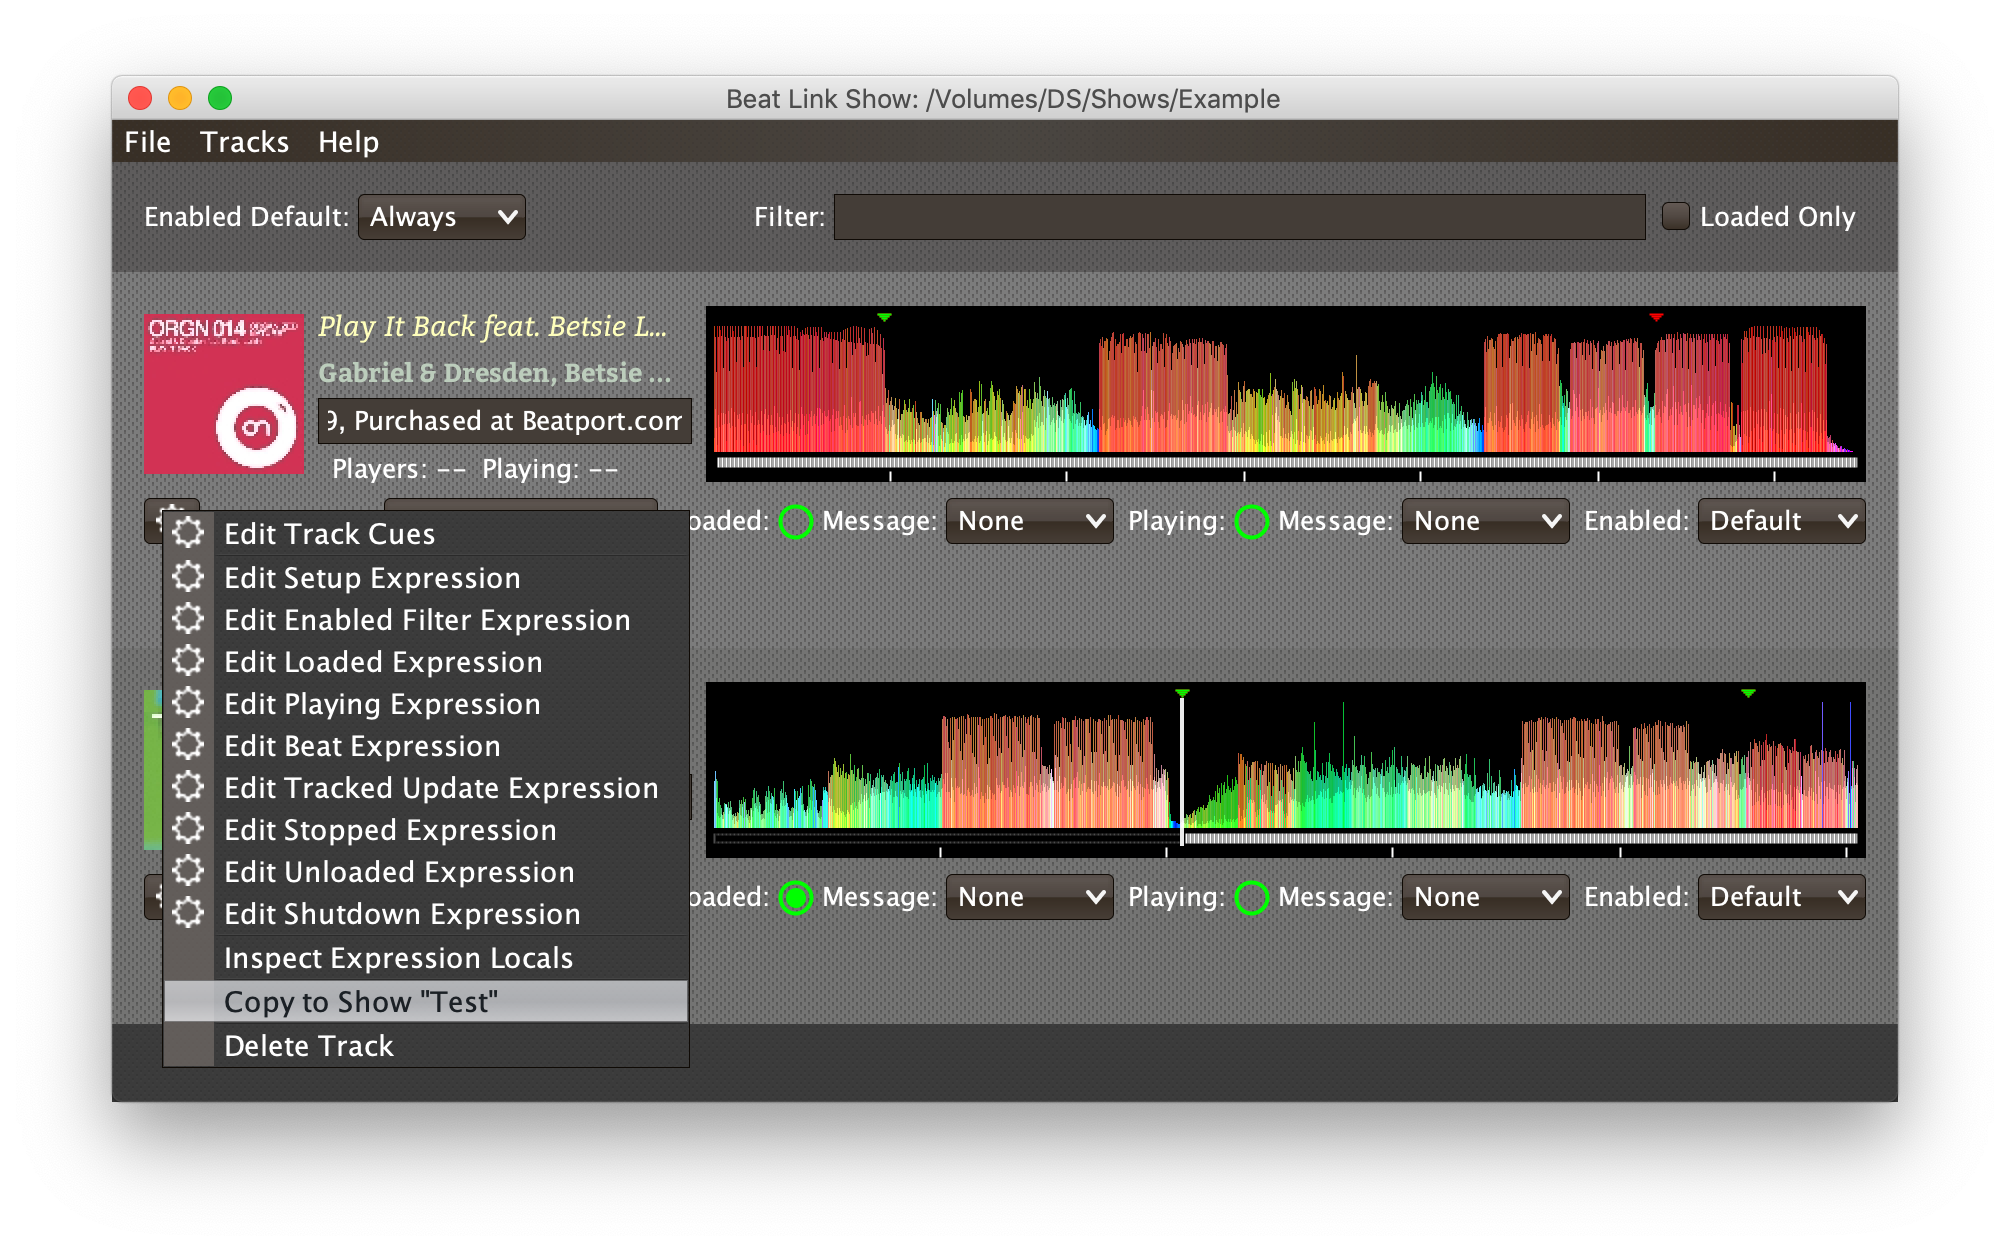 Beat Link Show: /Volumes/DS/Shows/Example
File Tracks Help
Enabled Default: Always Filter: Loaded Only
ORGN 014
Play It Back feat. Betsie L...
Gabriel & Dresden, Betsie ...
, Purchased at Beatport.com
Players: -- Playing: --
oaded: Message: None Playing: Message: None Enabled: Default
Edit Track Cues
Edit Setup Expression
Edit Enabled Filter Expression
Edit Loaded Expression
Edit Playing Expression
Edit Beat Expression
Edit Tracked Update Expression
Edit Stopped Expression
Edit Unloaded Expression
Edit Shutdown Expression
Inspect Expression Locals
Copy to Show "Test"
Delete Track
oaded: Message: None Playing: Message: None Enabled: Default